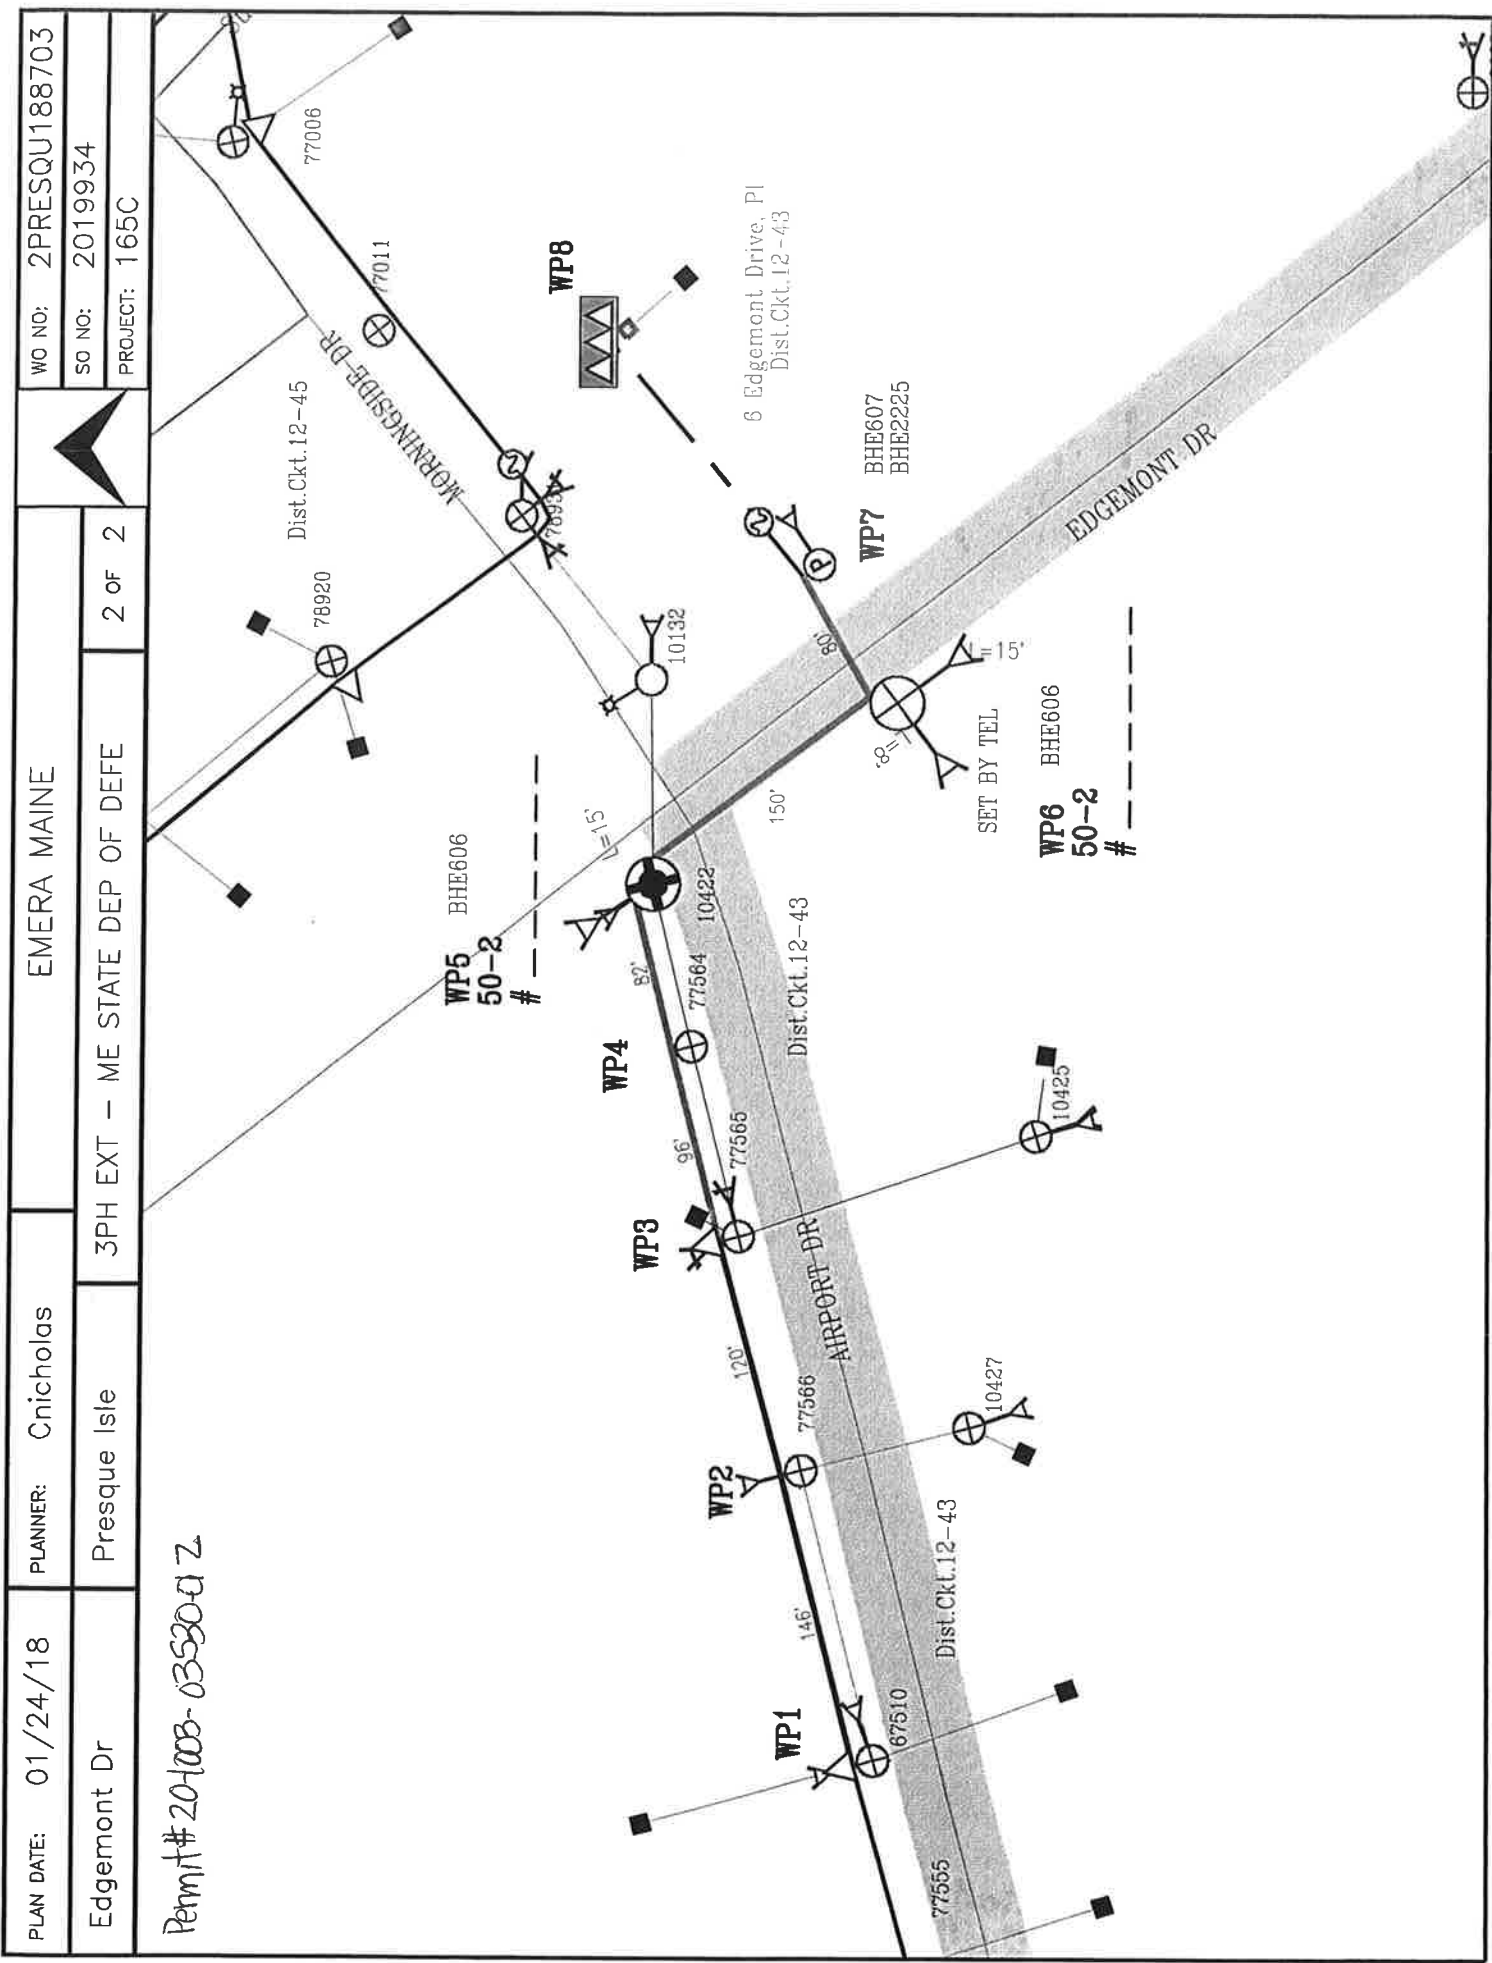 PLAN DATE: 01/24/18
PLANNER: Cnicholas
EMERA MAINE
WO NO: 2PRESQU188703
SO NO: 2019934
PROJECT: 165C
Edgemont Dr
Presque Isle
3PH EXT - ME STATE DEP OF DEFE
2 OF 2
77006
77011
MORNINGSIDE DR
Dist.Ckt.12-45
78920
10132
WP8
6 Edgemont Drive, PI
Dist.Ckt.12-43
BHE607
BHE2225
WP7
80'
EDGEMONT DR
L=15'
L=8'
SET BY TEL
BHE606
WP6
50-2
#
150'
L=15'
BHE606
WP5
50-2
#
10422
82'
77564
WP4
Dist.Ckt.12-43
96'
77565
WP3
10425
AIRPORT DR
120'
77566
WP2
10427
146'
Dist.Ckt.12-43
WP1
67510
77555